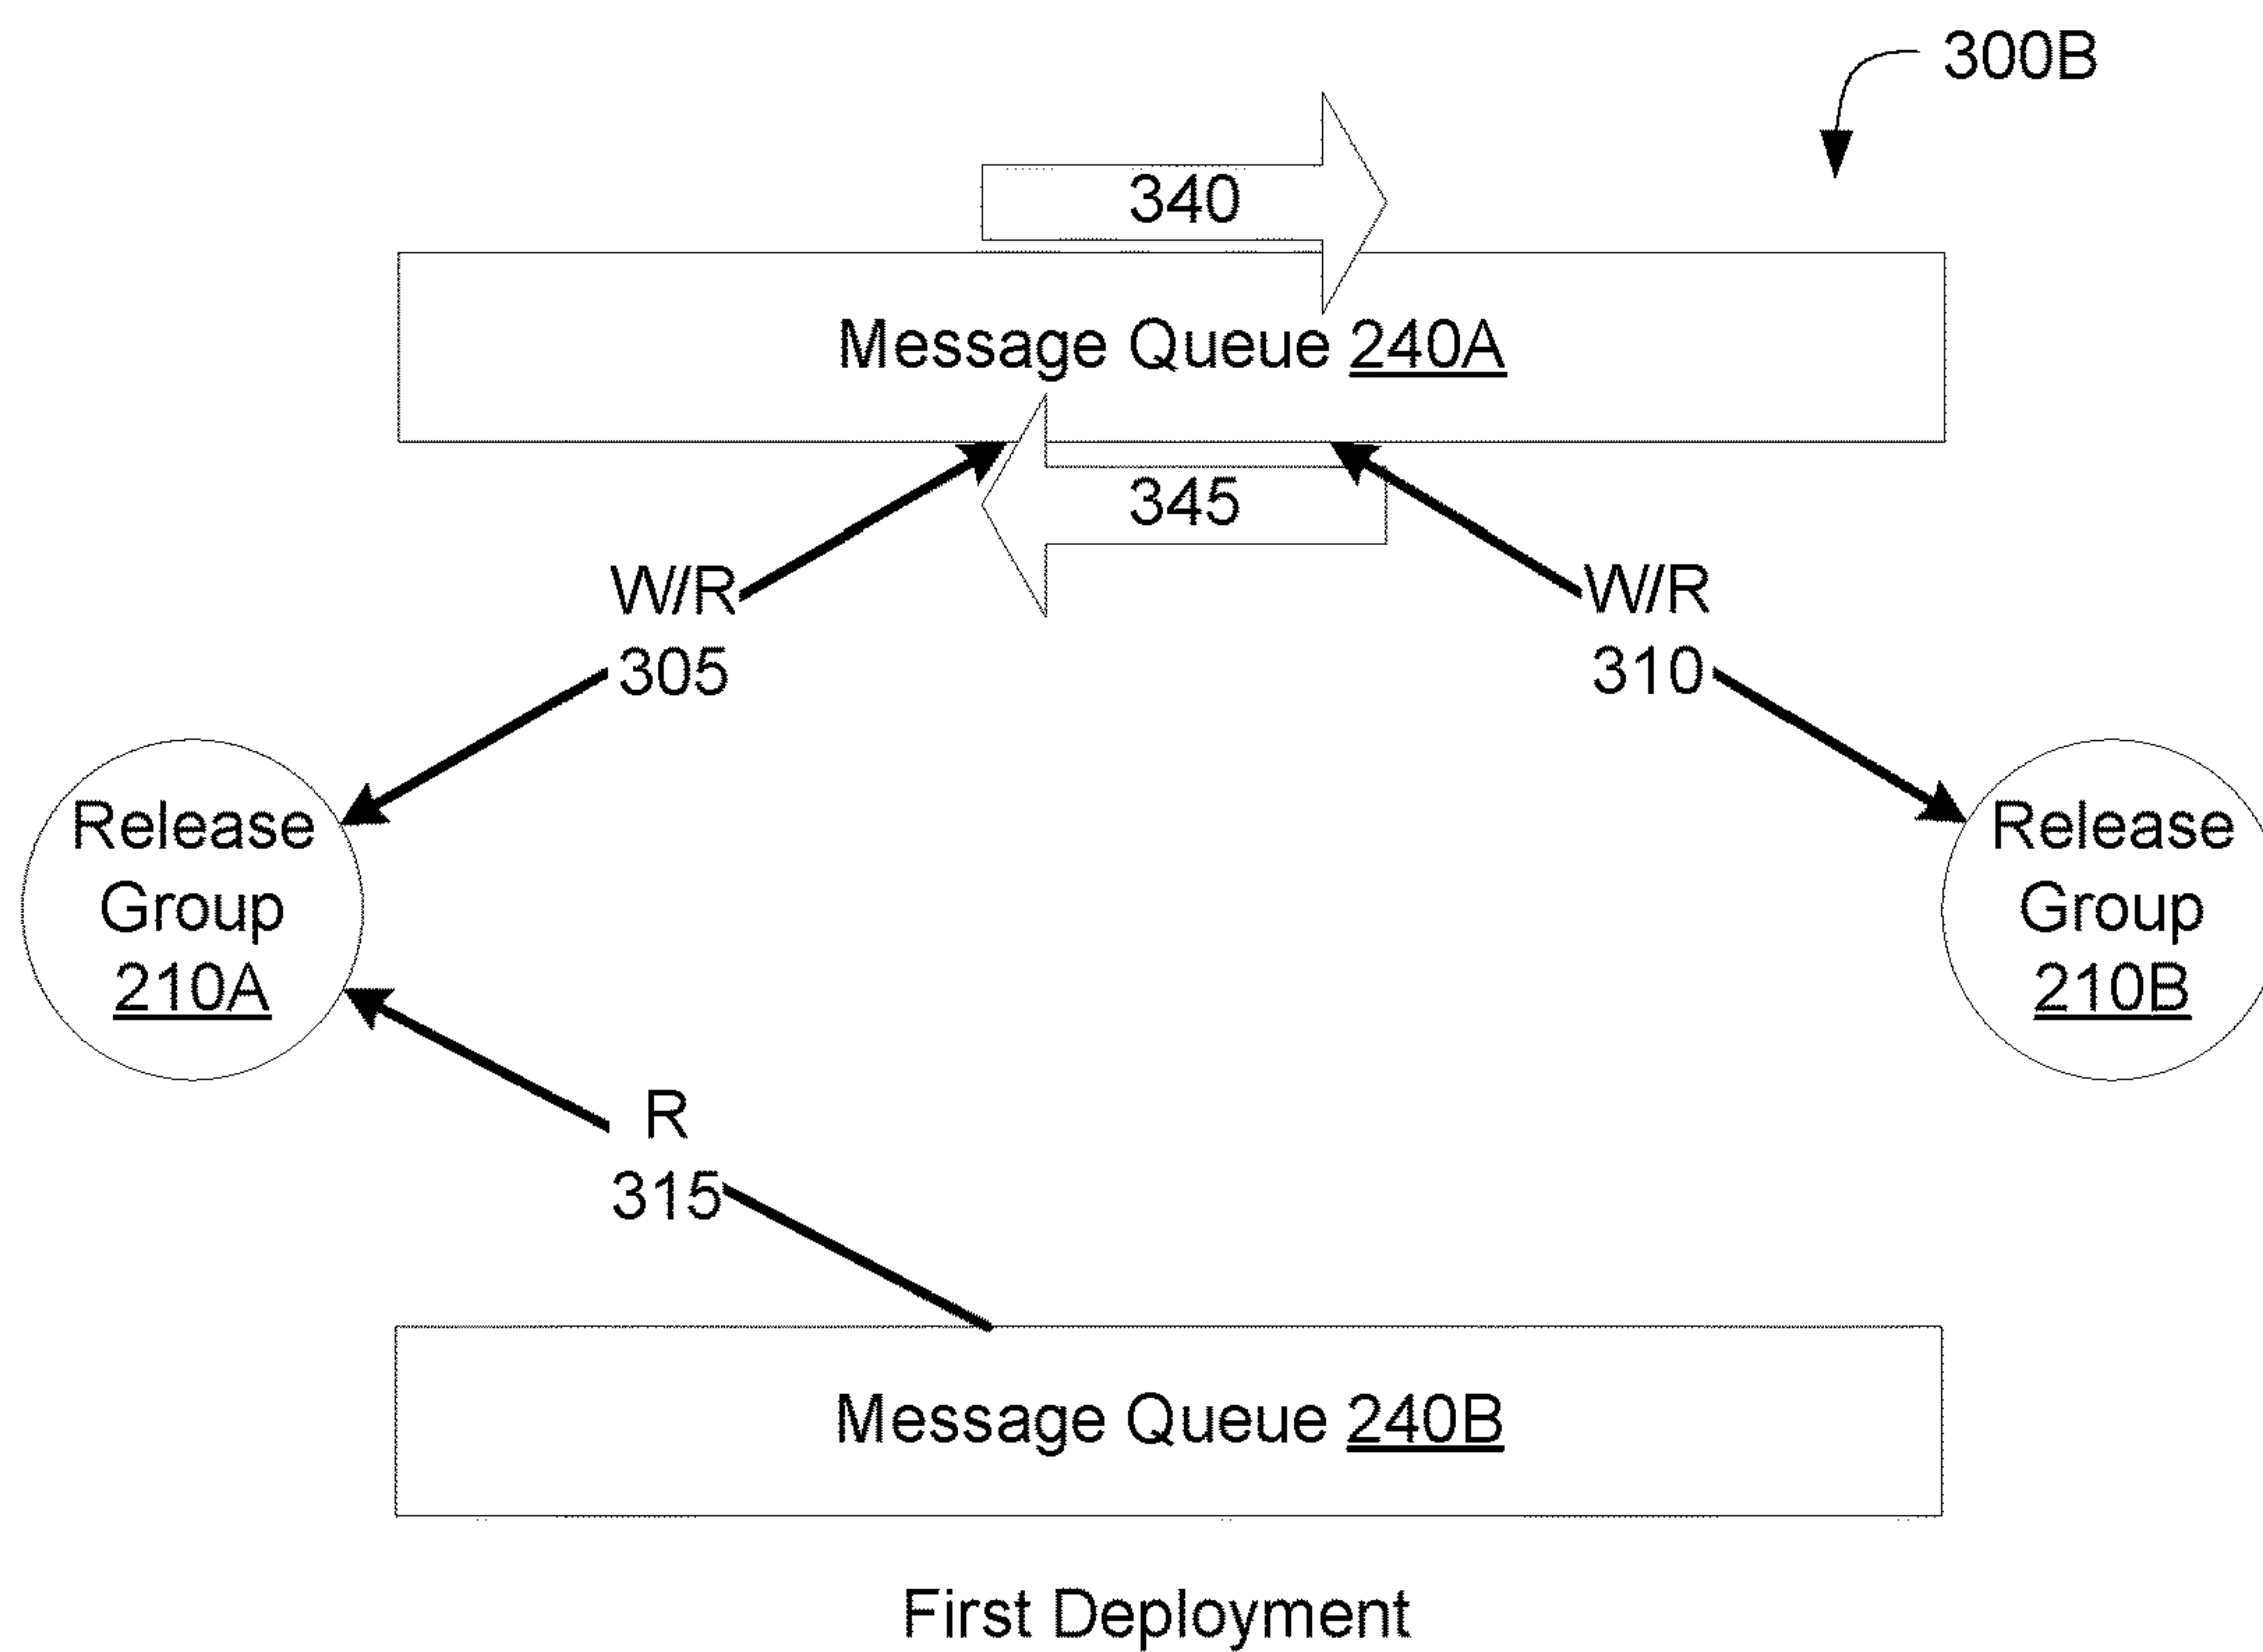 300B
340
Message Queue 240A
345
W/R
305
W/R
310
Release
Group
210A
Release
Group
210B
R
315
Message Queue 240B
First Deployment